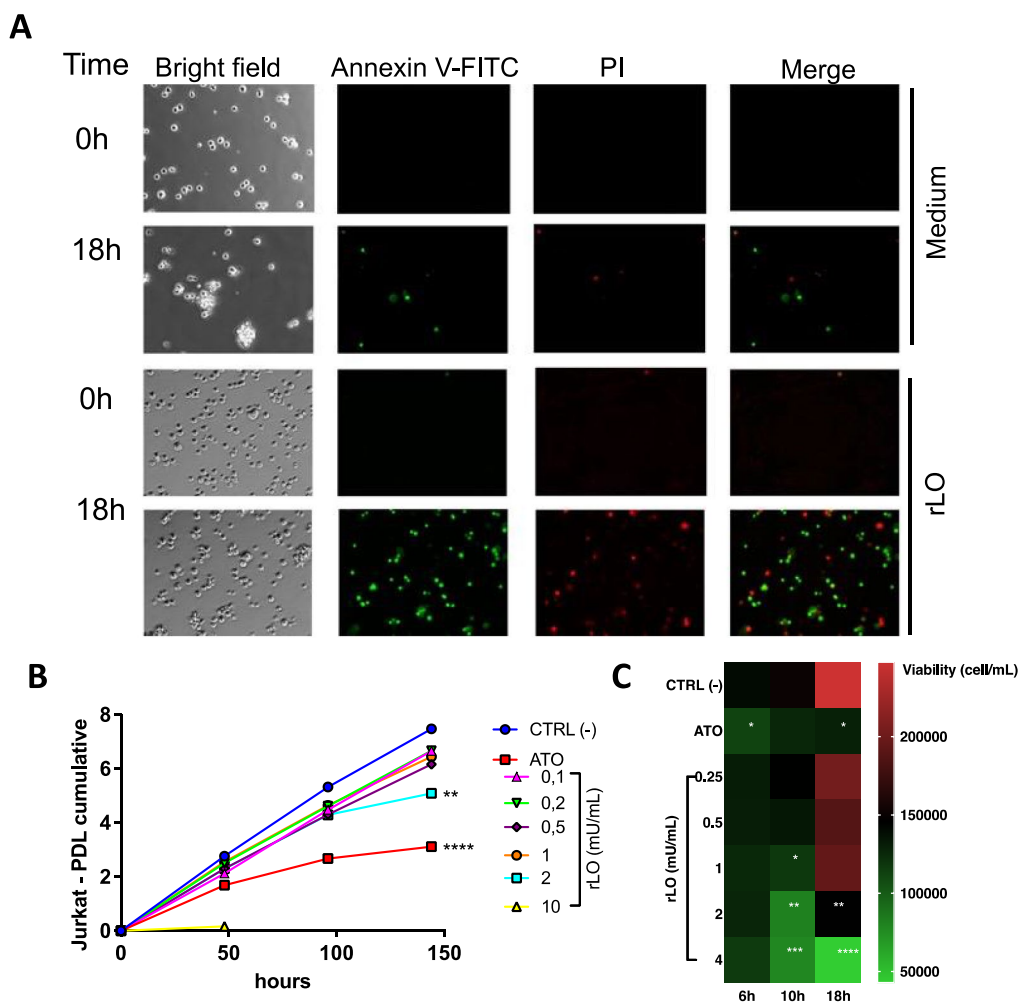 A
Time Bright field Annexin V-FITC PI Merge
0h
18h
Medium
0h
18h
rLO
B
Jurkat - PDL cumulative
8
6
4
2
0
0 50 100 150
hours
**
****
CTRL (-)
ATO
0,1
0,2
0,5
1
2
10
rLO (mU/mL)
C
Viability (cell/mL)
CTRL (-)
ATO * *
0.25
0.5
1 *
2 ** **
4 *** ****
rLO (mU/mL)
6h 10h 18h
200000
150000
100000
50000